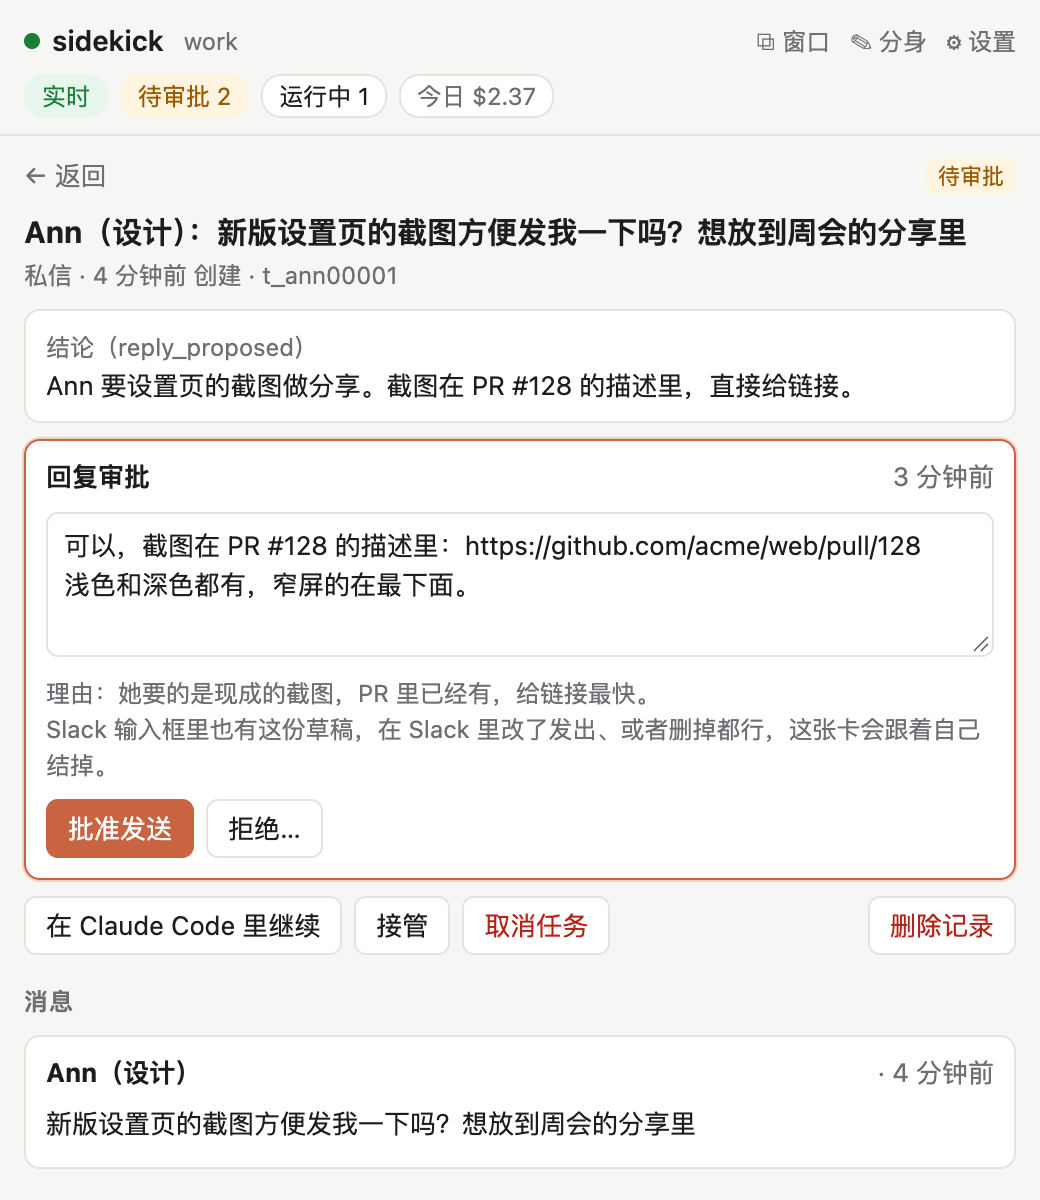 sidekick work
窗口 分身 设置
实时 待审批 2 运行中 1 今日 $2.37
← 返回 待审批
Ann（设计）：新版设置页的截图方便发我一下吗？想放到周会的分享里
私信 · 4 分钟前 创建 · t_ann00001
结论（reply_proposed）
Ann 要设置页的截图做分享。截图在 PR #128 的描述里，直接给链接。
回复审批 3 分钟前
可以，截图在 PR #128 的描述里：https://github.com/acme/web/pull/128
浅色和深色都有，窄屏的在最下面。
理由：她要的是现成的截图，PR 里已经有，给链接最快。
Slack 输入框里也有这份草稿，在 Slack 里改了发出、或者删掉都行，这张卡会跟着自己
结掉。
批准发送 拒绝...
在 Claude Code 里继续 接管 取消任务 删除记录
消息
Ann（设计） · 4 分钟前
新版设置页的截图方便发我一下吗？想放到周会的分享里